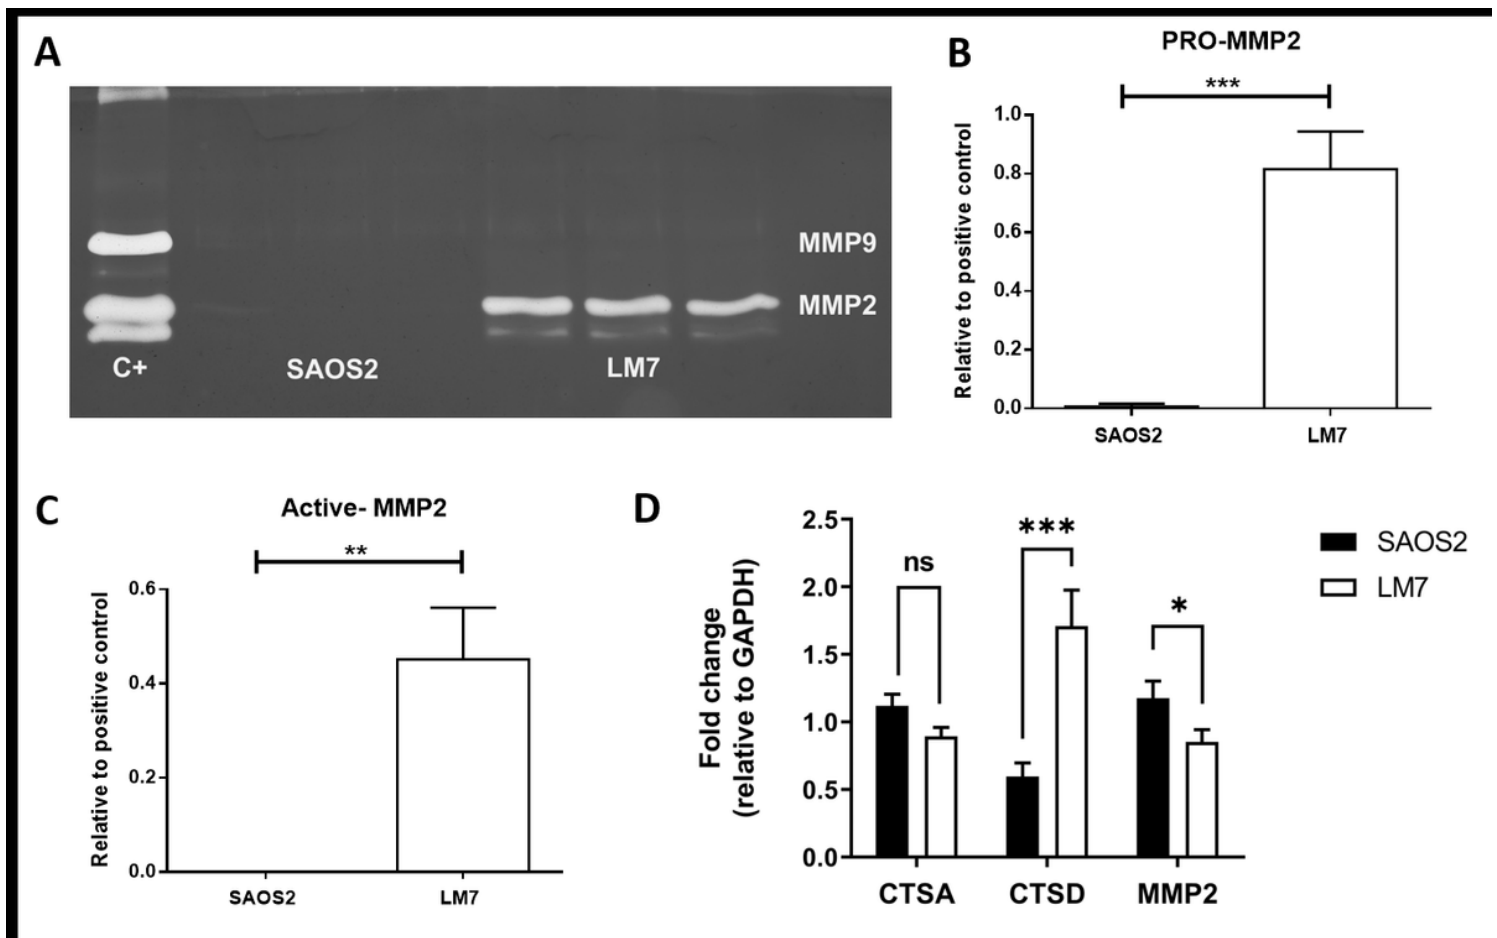 A
MMP9
MMP2
C+
SAOS2
LM7
B
PRO-MMP2
***
Relative to positive control
1.0
0.8
0.6
0.4
0.2
0.0
SAOS2
LM7
C
Active- MMP2
**
Relative to positive control
0.6
0.4
0.2
0.0
SAOS2
LM7
D
Fold change
(relative to GAPDH)
2.5
2.0
1.5
1.0
0.5
0.0
ns
***
*
CTSA
CTSD
MMP2
SAOS2
LM7